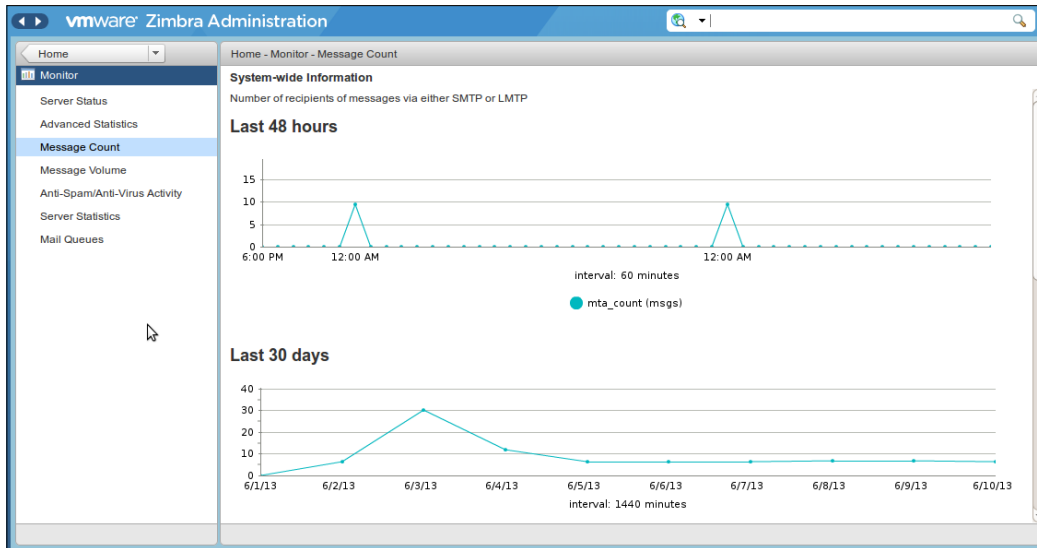 vmware Zimbra Administration
Home
Home - Monitor - Message Count
Monitor
Server Status
Advanced Statistics
Message Count
Message Volume
Anti-Spam/Anti-Virus Activity
Server Statistics
Mail Queues
System-wide Information
Number of recipients of messages via either SMTP or LMTP
Last 48 hours
15
10
5
0
6:00 PM 12:00 AM 12:00 AM
interval: 60 minutes
mta_count (msgs)
Last 30 days
40
30
20
10
0
6/1/13 6/2/13 6/3/13 6/4/13 6/5/13 6/6/13 6/7/13 6/8/13 6/9/13 6/10/13
interval: 1440 minutes